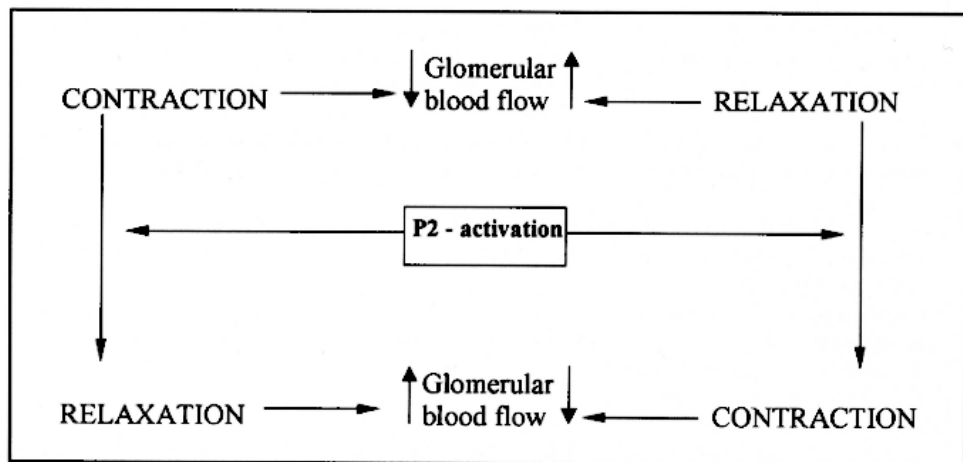 Glomerular
CONTRACTION blood flow RELAXATION
P2 - activation
Glomerular
RELAXATION blood flow CONTRACTION